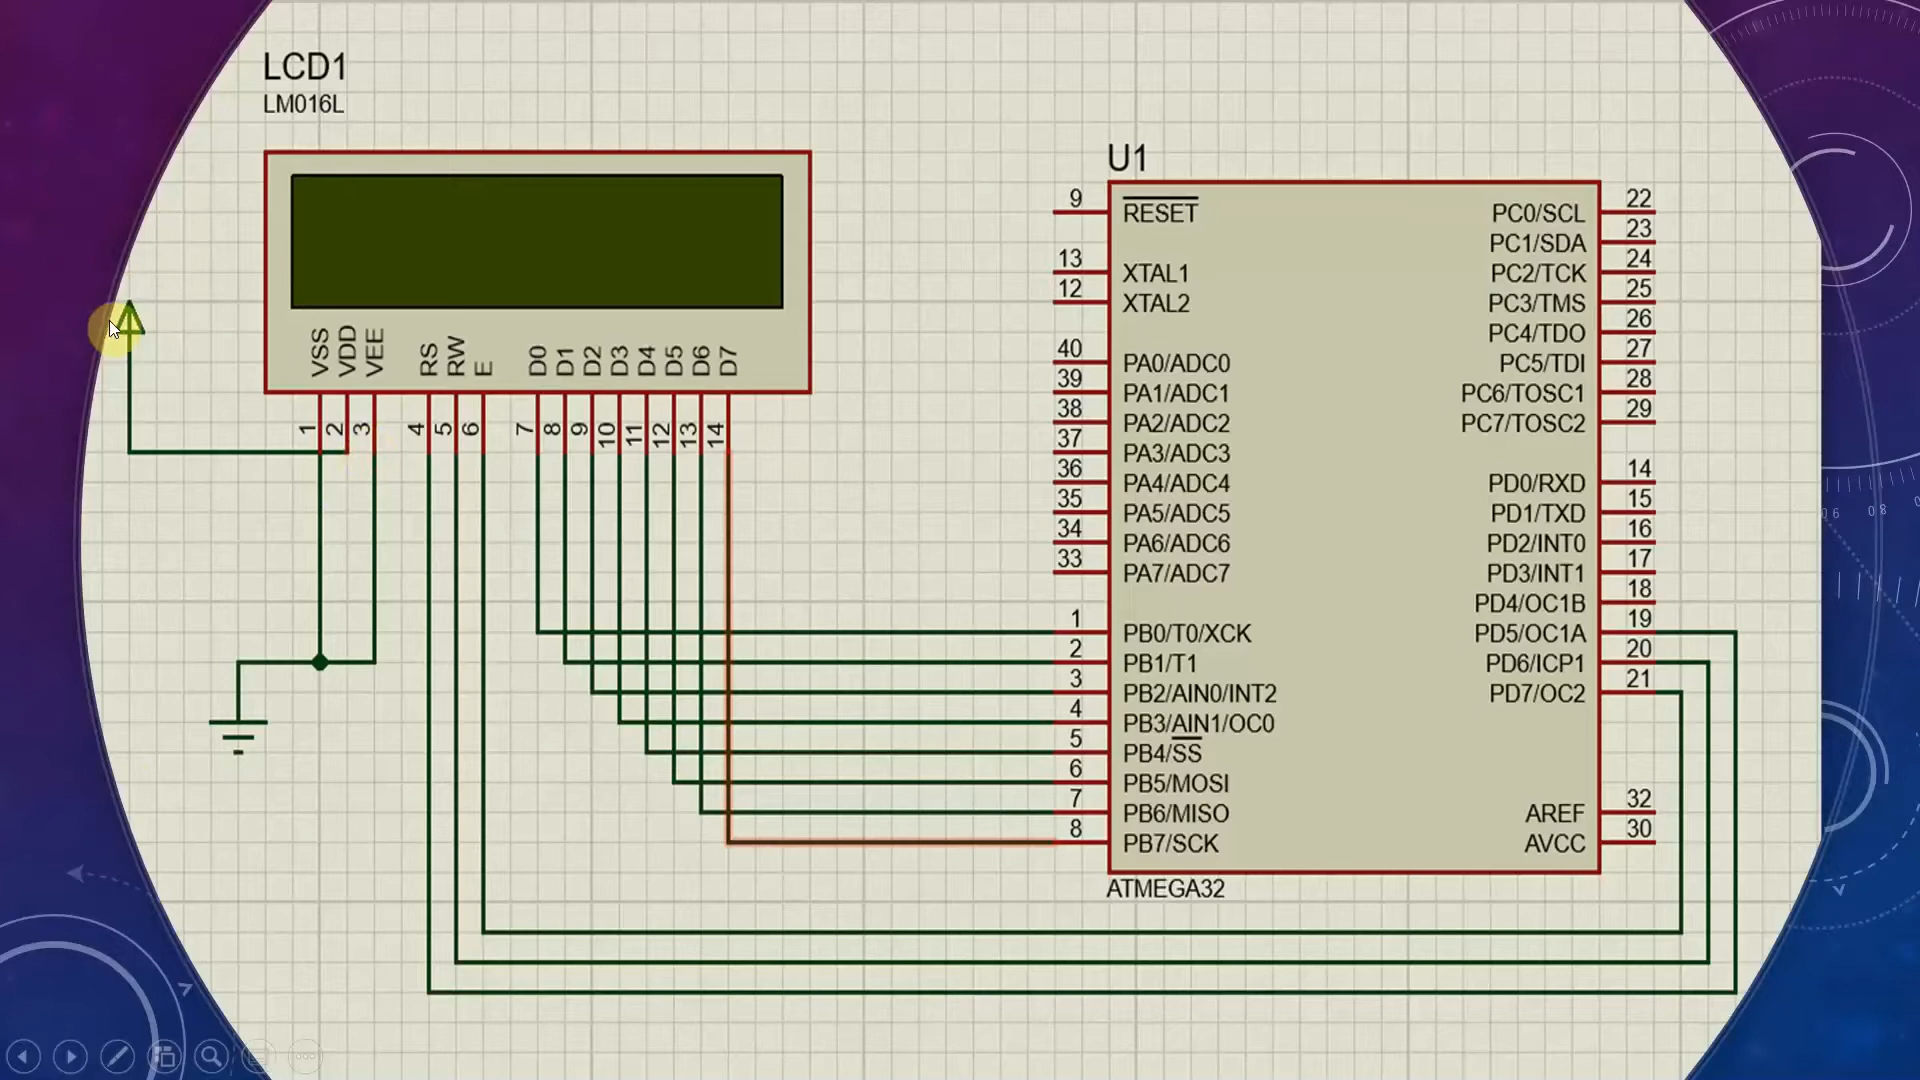 LCD1
LM016L
VSS
VDD
VEE
RS
RW
E
D0
D1
D2
D3
D4
D5
D6
D7
1
2
3
4
5
6
7
8
9
10
11
12
13
14
U1
9 RESET
13 XTAL1
12 XTAL2
40 PA0/ADC0
39 PA1/ADC1
38 PA2/ADC2
37 PA3/ADC3
36 PA4/ADC4
35 PA5/ADC5
34 PA6/ADC6
33 PA7/ADC7
1 PB0/T0/XCK
2 PB1/T1
3 PB2/AIN0/INT2
4 PB3/AIN1/OC0
5 PB4/SS
6 PB5/MOSI
7 PB6/MISO
8 PB7/SCK
PC0/SCL 22
PC1/SDA 23
PC2/TCK 24
PC3/TMS 25
PC4/TDO 26
PC5/TDI 27
PC6/TOSC1 28
PC7/TOSC2 29
PD0/RXD 14
PD1/TXD 15
PD2/INT0 16
PD3/INT1 17
PD4/OC1B 18
PD5/OC1A 19
PD6/ICP1 20
PD7/OC2 21
AREF 32
AVCC 30
ATMEGA32